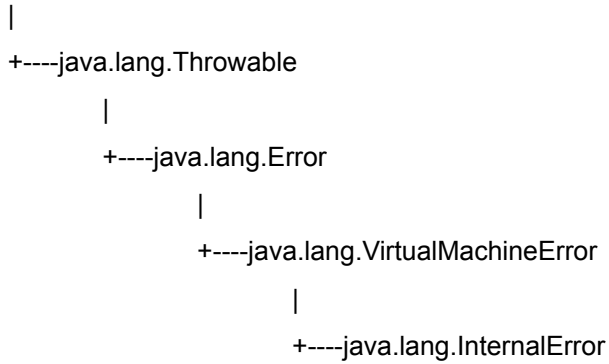 |
+----java.lang.Throwable
|
+----java.lang.Error
|
+----java.lang.VirtualMachineError
|
+----java.lang.InternalError